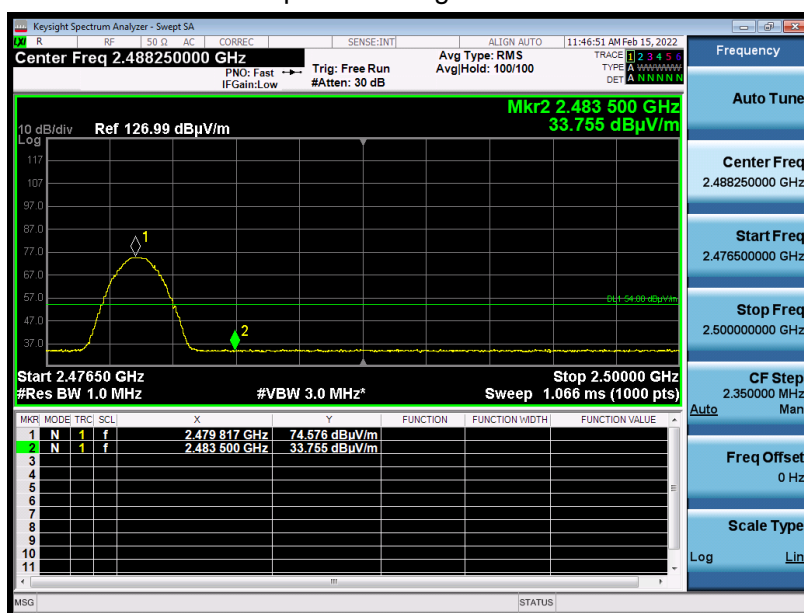 Keysight Spectrum Analyzer - Swept SA
LXI R RF 50 Ω AC CORREC SENSE:INT ALIGN AUTO 11:46:51 AM Feb 15, 2022
Center Freq 2.488250000 GHz
PNO: Fast
IFGain:Low
Trig: Free Run
#Atten: 30 dB
Avg Type: RMS
Avg|Hold: 100/100
TRACE 1 2 3 4 5 6
TYPE A WWWWW
DET A N N N N N
Mkr2 2.483 500 GHz
33.755 dBµV/m
10 dB/div Ref 126.99 dBµV/m
Log
117
107
97.0
87.0
77.0
67.0
57.0
47.0
37.0
1
2
DL1 54.00 dBµV/m
Start 2.47650 GHz Stop 2.50000 GHz
#Res BW 1.0 MHz #VBW 3.0 MHz* Sweep 1.066 ms (1000 pts)
MKR MODE TRC SCL X Y FUNCTION FUNCTION WIDTH FUNCTION VALUE
1 N 1 f 2.479 817 GHz 74.576 dBµV/m
2 N 1 f 2.483 500 GHz 33.755 dBµV/m
3
4
5
6
7
8
9
10
11
MSG STATUS
Frequency
Auto Tune
Center Freq
2.488250000 GHz
Start Freq
2.476500000 GHz
Stop Freq
2.500000000 GHz
CF Step
2.350000 MHz
Auto Man
Freq Offset
0 Hz
Scale Type
Log Lin